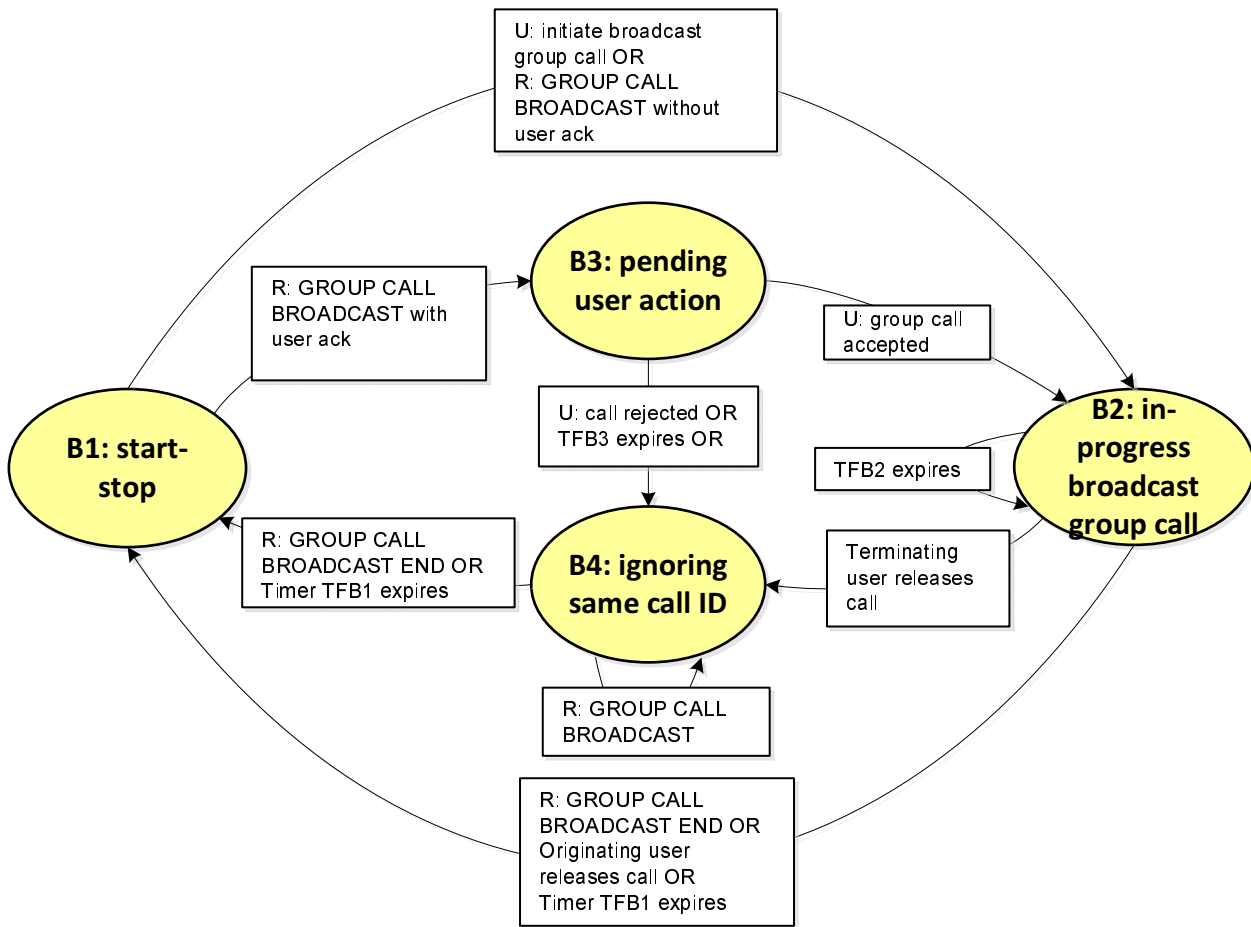 U: initiate broadcast
group call OR
R: GROUP CALL
BROADCAST without
user ack
B3: pending
user action
R: GROUP CALL
BROADCAST with
user ack
U: group call
accepted
U: call rejected OR
TFB3 expires OR
B1: start-
stop
B2: in-
progress
broadcast
group call
TFB2 expires
R: GROUP CALL
BROADCAST END OR
Timer TFB1 expires
B4: ignoring
same call ID
Terminating
user releases
call
R: GROUP CALL
BROADCAST
R: GROUP CALL
BROADCAST END OR
Originating user
releases call OR
Timer TFB1 expires